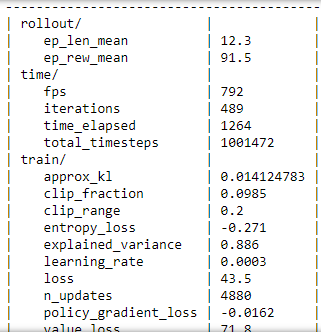 ----------------------------------------
| rollout/ | |
| ep_len_mean | 12.3 |
| ep_rew_mean | 91.5 |
| time/ | |
| fps | 792 |
| iterations | 489 |
| time_elapsed | 1264 |
| total_timesteps | 1001472 |
| train/ | |
| approx_kl | 0.014124783 |
| clip_fraction | 0.0985 |
| clip_range | 0.2 |
| entropy_loss | -0.271 |
| explained_variance | 0.886 |
| learning_rate | 0.0003 |
| loss | 43.5 |
| n_updates | 4880 |
| policy_gradient_loss | -0.0162 |
| value_loss | 71.8 |